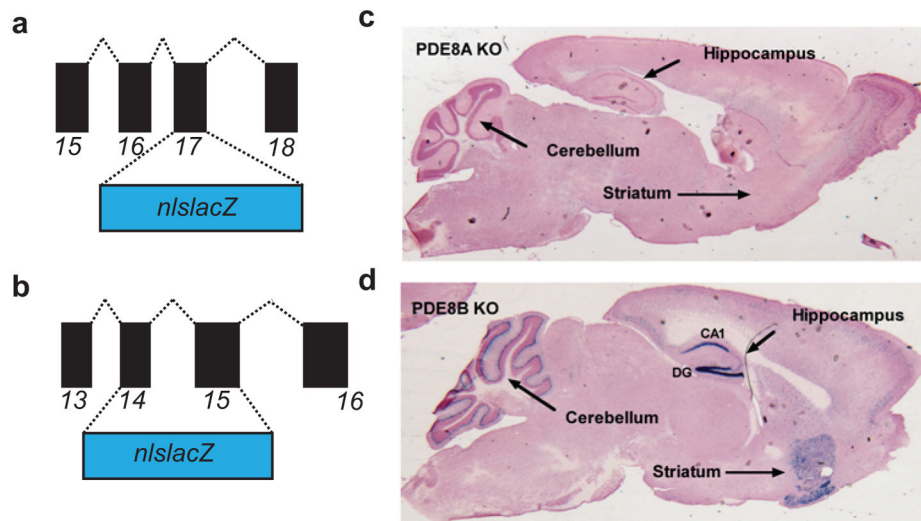 a
15
16
17
18
nlslacZ
b
13
14
15
16
nlslacZ
c
PDE8A KO
Hippocampus
Cerebellum
Striatum
d
PDE8B KO
Hippocampus
CA1
DG
Cerebellum
Striatum